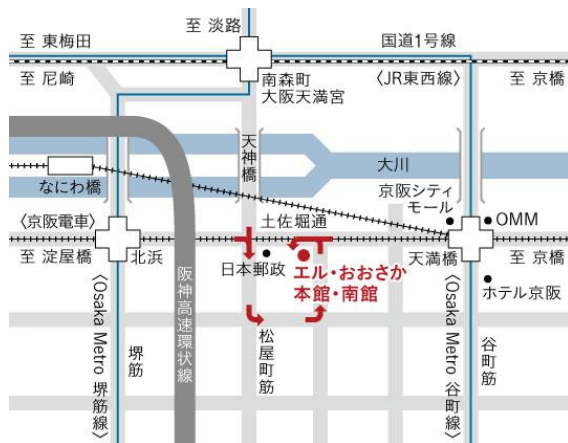 至 淡路
至 東梅田
国道1号線
至 尼崎
南森町
大阪天満宮
〈JR東西線〉
至 京橋
天神橋
大川
なにわ橋
京阪シティ
モール
OMM
〈京阪電車〉
土佐堀通
至 淀屋橋
北浜
日本郵政
エル・おおさか
本館・南館
天満橋
至 京橋
ホテル京阪
阪神高速環状線
〈Osaka Metro 堺筋線〉
堺筋
松屋町筋
〈Osaka Metro 谷町線〉
谷町筋